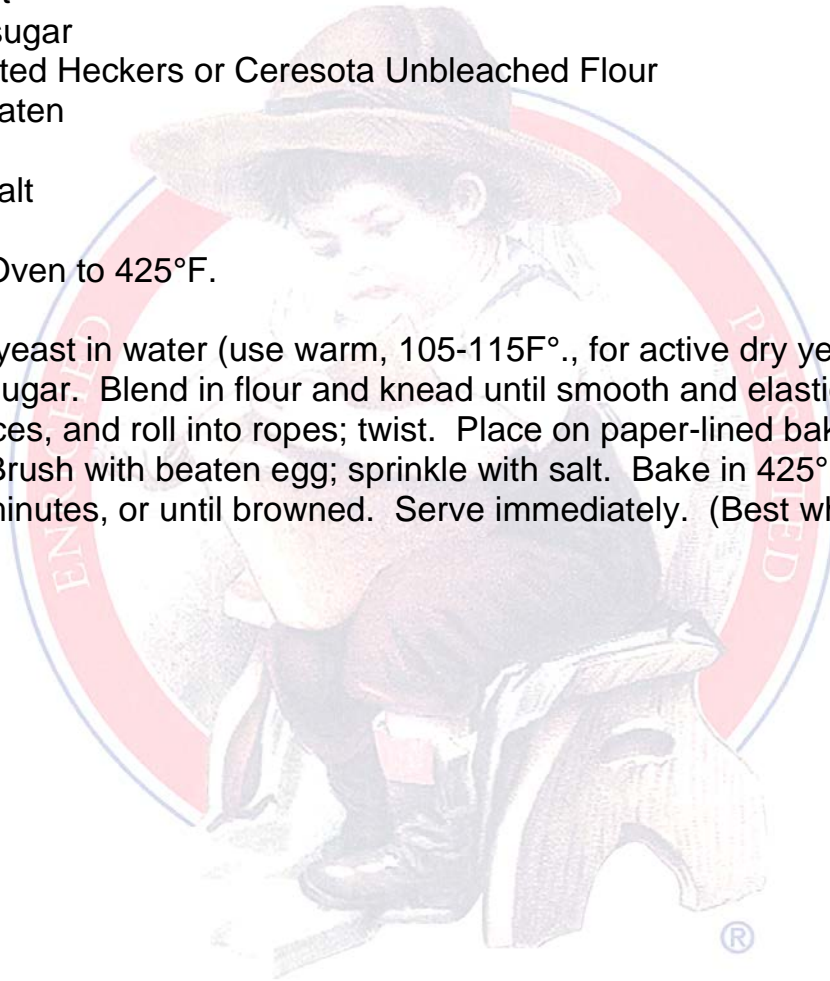 sugar
ted Heckers or Ceresota Unbleached Flour
aten
alt
Oven to 425°F.
yeast in water (use warm, 105-115F°., for active dry ye
ugar. Blend in flour and knead until smooth and elasti
ces, and roll into ropes; twist. Place on paper-lined bak
Brush with beaten egg; sprinkle with salt. Bake in 425°
minutes, or until browned. Serve immediately. (Best wh
ENRICHED
PRESIFTED
®